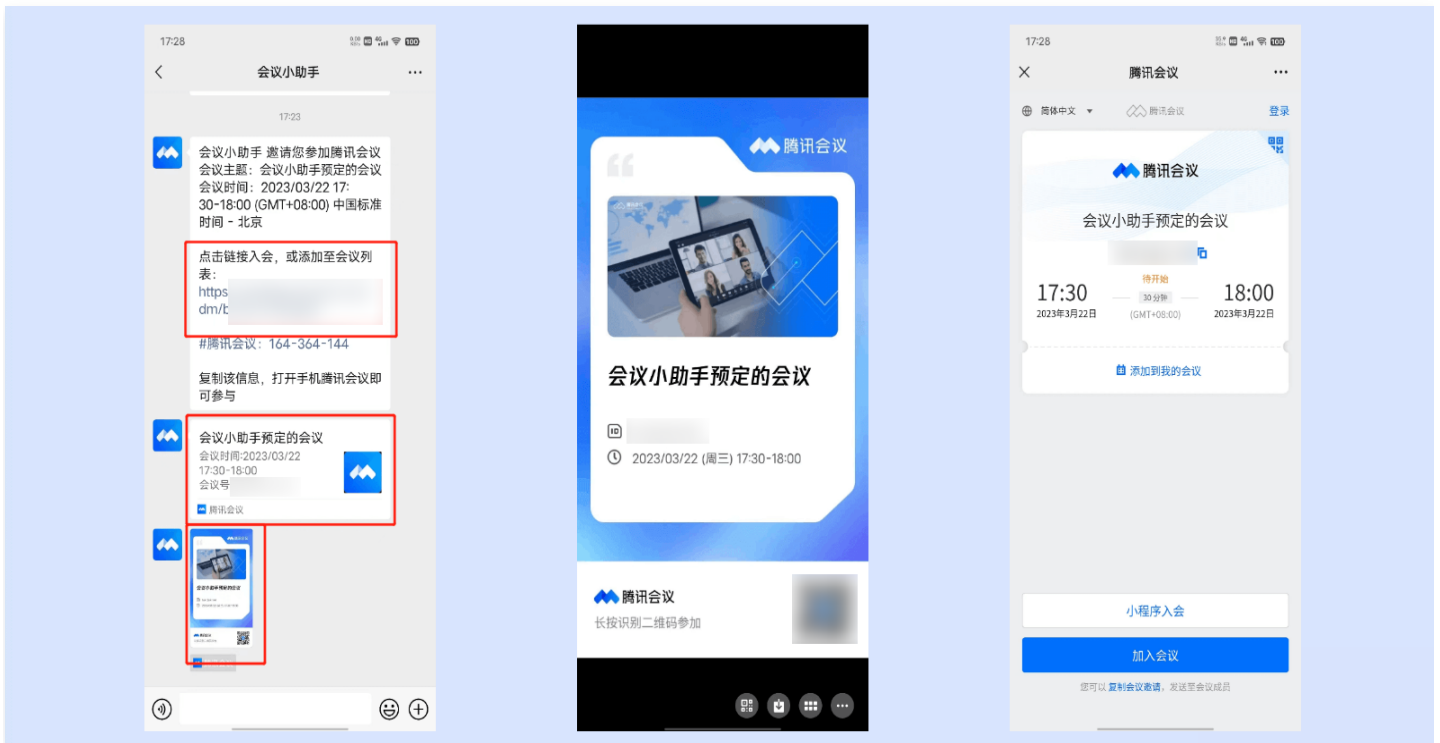 17:28
会议小助手
17:23
会议小助手 邀请您参加腾讯会议
会议主题：会议小助手预定的会议
会议时间：2023/03/22 17:
30-18:00 (GMT+08:00) 中国标准
时间 - 北京
点击链接入会，或添加至会议列
表：
https
dm/b
#腾讯会议：164-364-144
复制该信息，打开手机腾讯会议即
可参与
会议小助手预定的会议
会议时间:2023/03/22
17:30-18:00
会议号
腾讯会议
腾讯会议
会议小助手预定的会议
ID
2023/03/22 (周三) 17:30-18:00
腾讯会议
长按识别二维码参加
17:28
腾讯会议
简体中文
腾讯会议
登录
腾讯会议
会议小助手预定的会议
待开始
17:30
30 分钟
18:00
2023年3月22日
(GMT+08:00)
2023年3月22日
添加到我的会议
小程序入会
加入会议
您可以 复制会议邀请，发送至会议成员